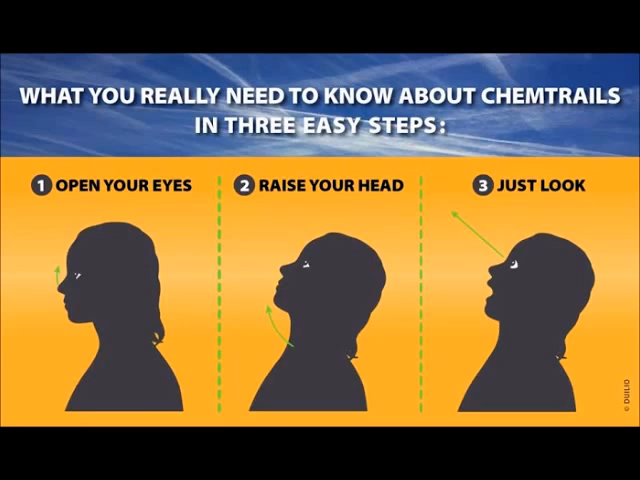 WHAT YOU REALLY NEED TO KNOW ABOUT CHEMTRAILS
IN THREE EASY STEPS:
1 OPEN YOUR EYES
2 RAISE YOUR HEAD
3 JUST LOOK
© DUILIO